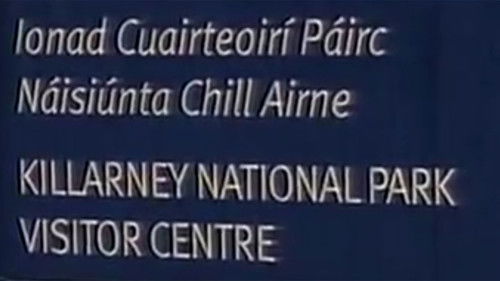 Ionad Cuairteoirí Páirc
Náisiúnta Chill Airne
KILLARNEY NATIONAL PARK
VISITOR CENTRE